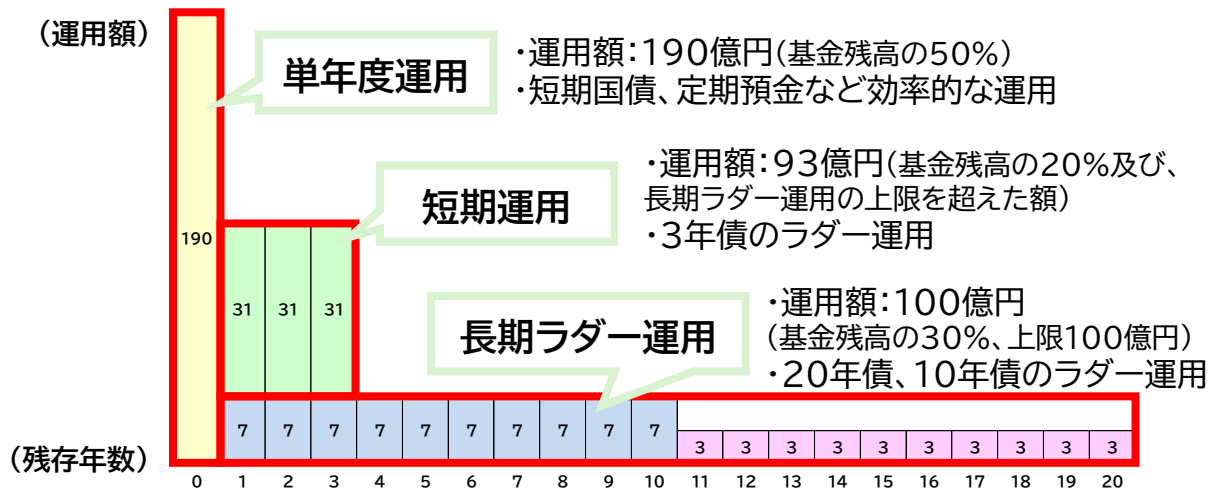 (運用額)
単年度運用
・運用額：190億円(基金残高の50％)
・短期国債、定期預金など効率的な運用
短期運用
・運用額：93億円(基金残高の20％及び、
長期ラダー運用の上限を超えた額)
・3年債のラダー運用
190
31 31 31
長期ラダー運用
・運用額：100億円
(基金残高の30％、上限100億円)
・20年債、10年債のラダー運用
7 7 7 7 7 7 7 7 7 7
3 3 3 3 3 3 3 3 3 3
(残存年数)
0 1 2 3 4 5 6 7 8 9 10 11 12 13 14 15 16 17 18 19 20